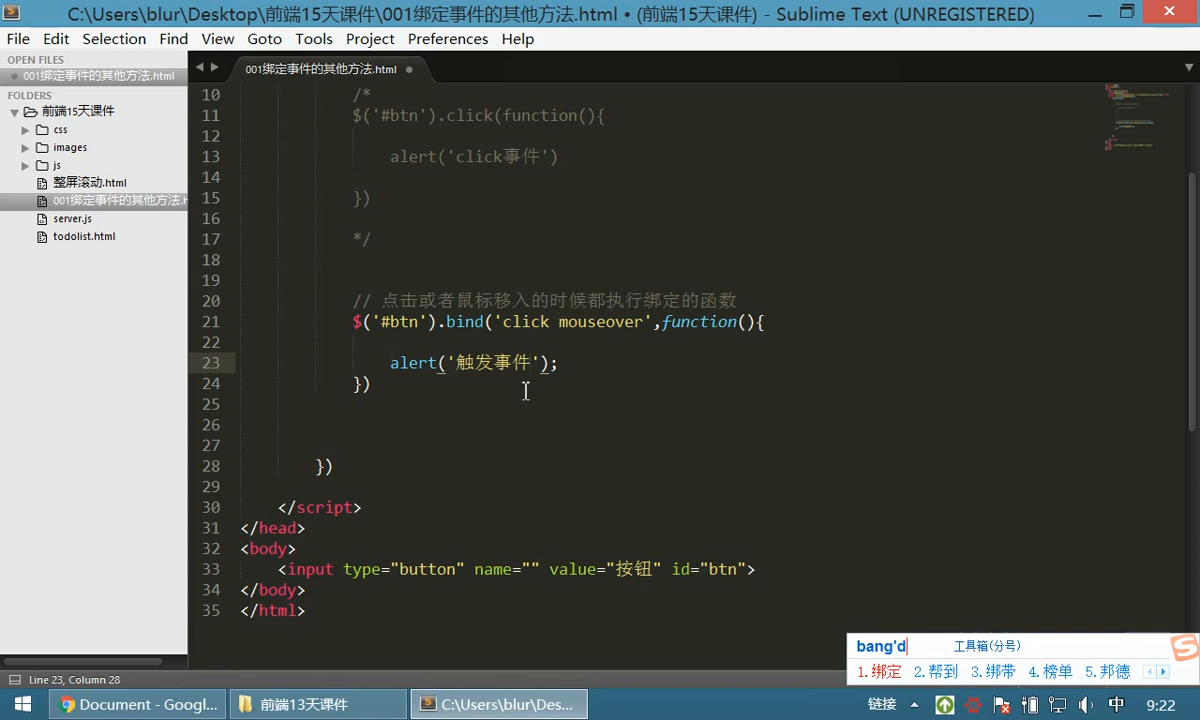 C:\Users\blur\Desktop\前端15天课件\001绑定事件的其他方法.html • (前端15天课件) - Sublime Text (UNREGISTERED)
File Edit Selection Find View Goto Tools Project Preferences Help
OPEN FILES
001绑定事件的其他方法.html
FOLDERS
前端15天课件
css
images
js
整屏滚动.html
001绑定事件的其他方法.h
server.js
todolist.html
001绑定事件的其他方法.html
10 /*
11 $('#btn').click(function(){
12
13 alert('click事件')
14
15 })
16
17 */
18
19
20 // 点击或者鼠标移入的时候都执行绑定的函数
21 $('#btn').bind('click mouseover',function(){
22
23 alert('触发事件');
24 })
25
26
27
28 })
29
30 </script>
31 </head>
32 <body>
33 <input type="button" name="" value="按钮" id="btn">
34 </body>
35 </html>
bang'd 工具箱(分号)
1.绑定 2.帮到 3.绑带 4.榜单 5.邦德
Line 23, Column 28
Document - Googl... 前端13天课件 C:\Users\blur\Des... 链接 中 9:22